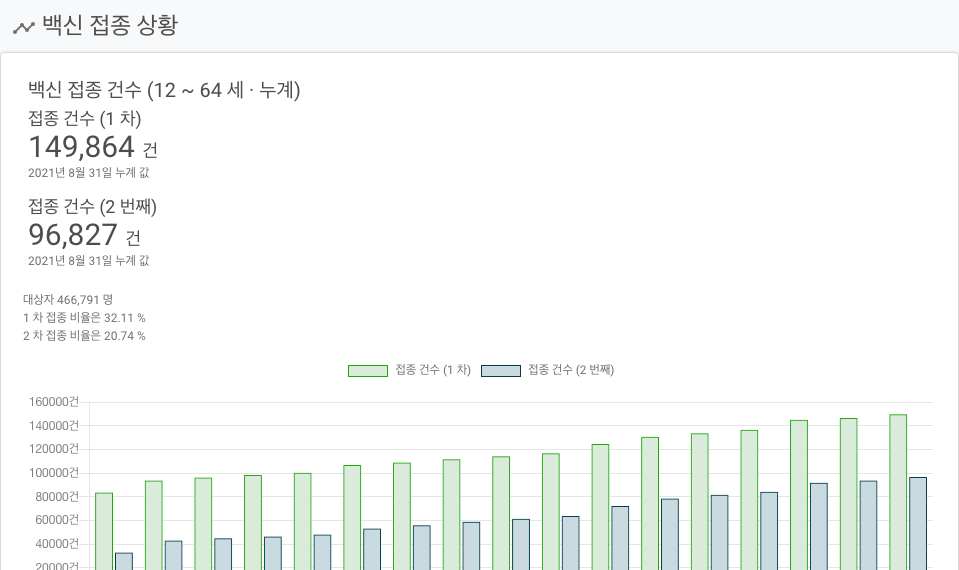 백신 접종 상황
백신 접종 건수 (12 ~ 64 세 · 누계)
접종 건수 (1 차)
149,864 건
2021년 8월 31일 누계 값
접종 건수 (2 번째)
96,827 건
2021년 8월 31일 누계 값
대상자 466,791 명
1 차 접종 비율은 32.11 %
2 차 접종 비율은 20.74 %
접종 건수 (1 차) 접종 건수 (2 번째)
160000건
140000건
120000건
100000건
80000건
60000건
40000건
20000건